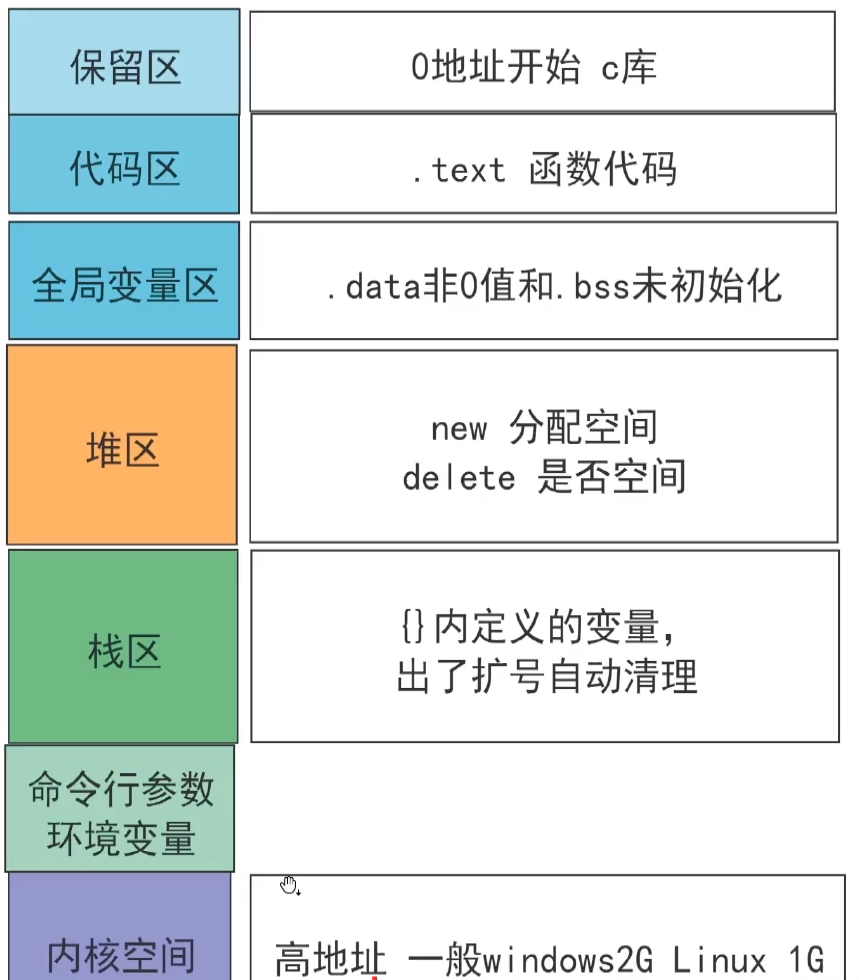 保留区
0地址开始 c库
代码区
.text 函数代码
全局变量区
.data非0值和.bss未初始化
堆区
new 分配空间
delete 是否空间
栈区
{}内定义的变量，
出了扩号自动清理
命令行参数
环境变量
内核空间
高地址 一般windows2G Linux 1G